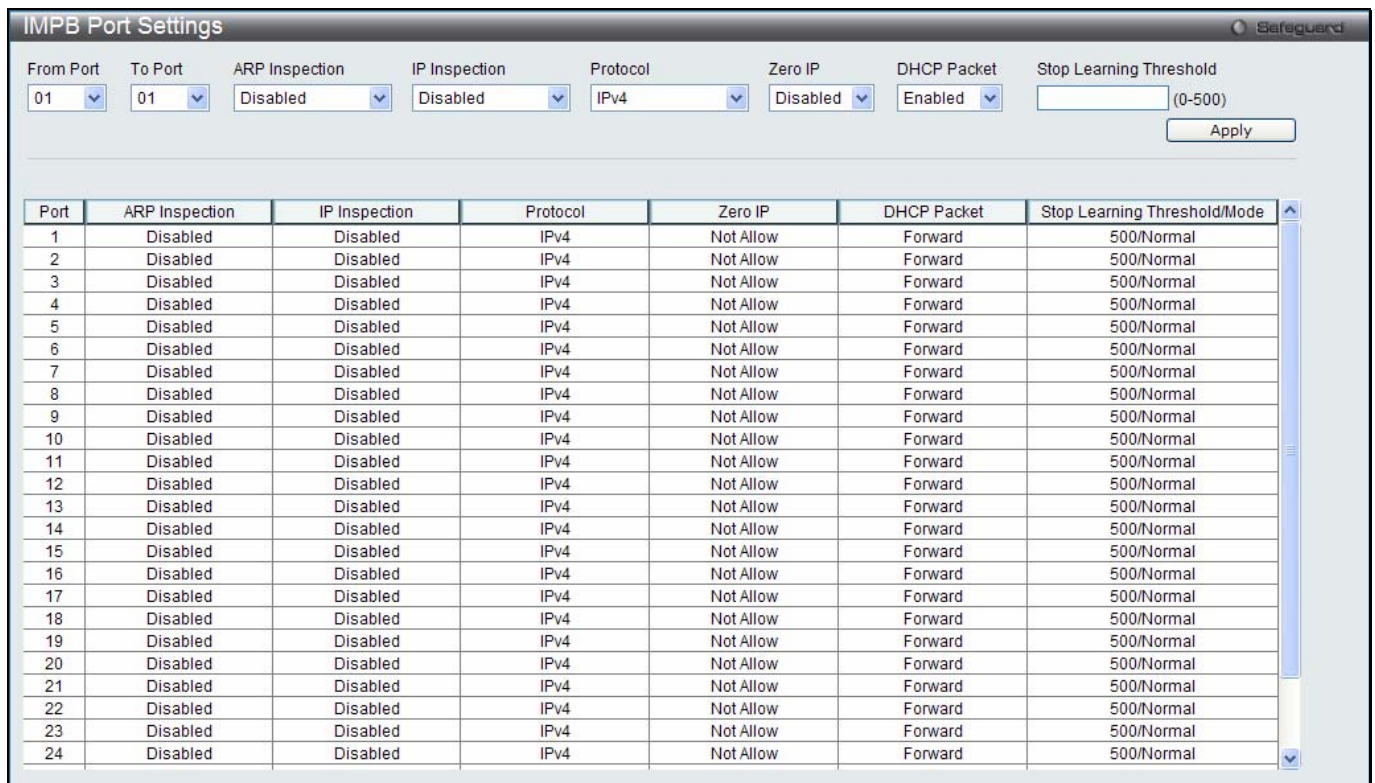 IMPB Port Settings
Safeguard
From Port To Port ARP Inspection IP Inspection Protocol Zero IP DHCP Packet Stop Learning Threshold
01 01 Disabled Disabled IPv4 Disabled Enabled (0-500)
Apply
Port ARP Inspection IP Inspection Protocol Zero IP DHCP Packet Stop Learning Threshold/Mode
1 Disabled Disabled IPv4 Not Allow Forward 500/Normal
2 Disabled Disabled IPv4 Not Allow Forward 500/Normal
3 Disabled Disabled IPv4 Not Allow Forward 500/Normal
4 Disabled Disabled IPv4 Not Allow Forward 500/Normal
5 Disabled Disabled IPv4 Not Allow Forward 500/Normal
6 Disabled Disabled IPv4 Not Allow Forward 500/Normal
7 Disabled Disabled IPv4 Not Allow Forward 500/Normal
8 Disabled Disabled IPv4 Not Allow Forward 500/Normal
9 Disabled Disabled IPv4 Not Allow Forward 500/Normal
10 Disabled Disabled IPv4 Not Allow Forward 500/Normal
11 Disabled Disabled IPv4 Not Allow Forward 500/Normal
12 Disabled Disabled IPv4 Not Allow Forward 500/Normal
13 Disabled Disabled IPv4 Not Allow Forward 500/Normal
14 Disabled Disabled IPv4 Not Allow Forward 500/Normal
15 Disabled Disabled IPv4 Not Allow Forward 500/Normal
16 Disabled Disabled IPv4 Not Allow Forward 500/Normal
17 Disabled Disabled IPv4 Not Allow Forward 500/Normal
18 Disabled Disabled IPv4 Not Allow Forward 500/Normal
19 Disabled Disabled IPv4 Not Allow Forward 500/Normal
20 Disabled Disabled IPv4 Not Allow Forward 500/Normal
21 Disabled Disabled IPv4 Not Allow Forward 500/Normal
22 Disabled Disabled IPv4 Not Allow Forward 500/Normal
23 Disabled Disabled IPv4 Not Allow Forward 500/Normal
24 Disabled Disabled IPv4 Not Allow Forward 500/Normal